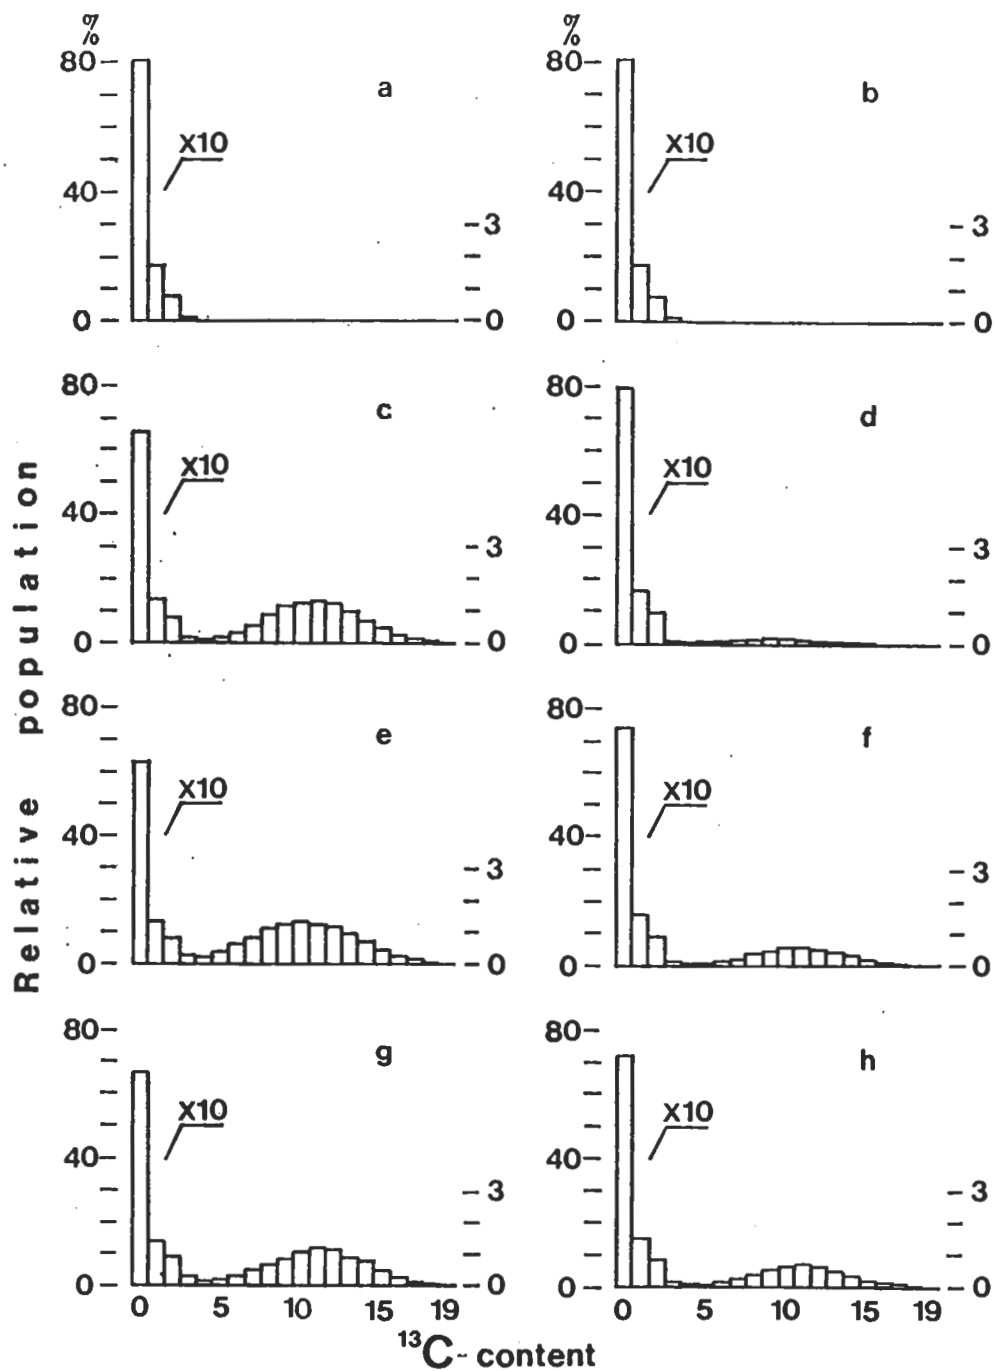 % %
80 a 80 b
X10 X10
40 40
3 3
0 0 0 0
80 c 80 d
X10 X10
40 40
3 3
0 0 0 0
80 e 80 f
X10 X10
40 40
3 3
0 0 0 0
80 g 80 h
X10 X10
40 40
3 3
0 0 0 0
0 5 10 15 19 0 5 10 15 19
Relative population
¹³C- content